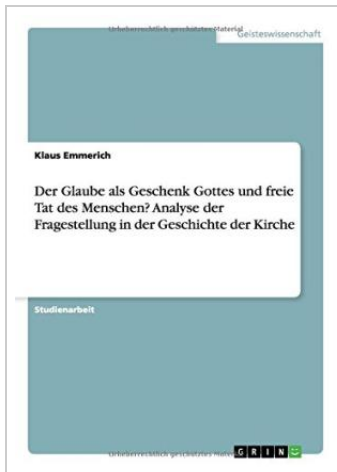 Urheberrechtlich geschütztes Material
Geisteswissenschaft
Klaus Emmerich
Der Glaube als Geschenk Gottes und freie
Tat des Menschen? Analyse der
Fragestellung in der Geschichte der Kirche
Studienarbeit
Urheberrechtlich geschütztes Material
GRIN